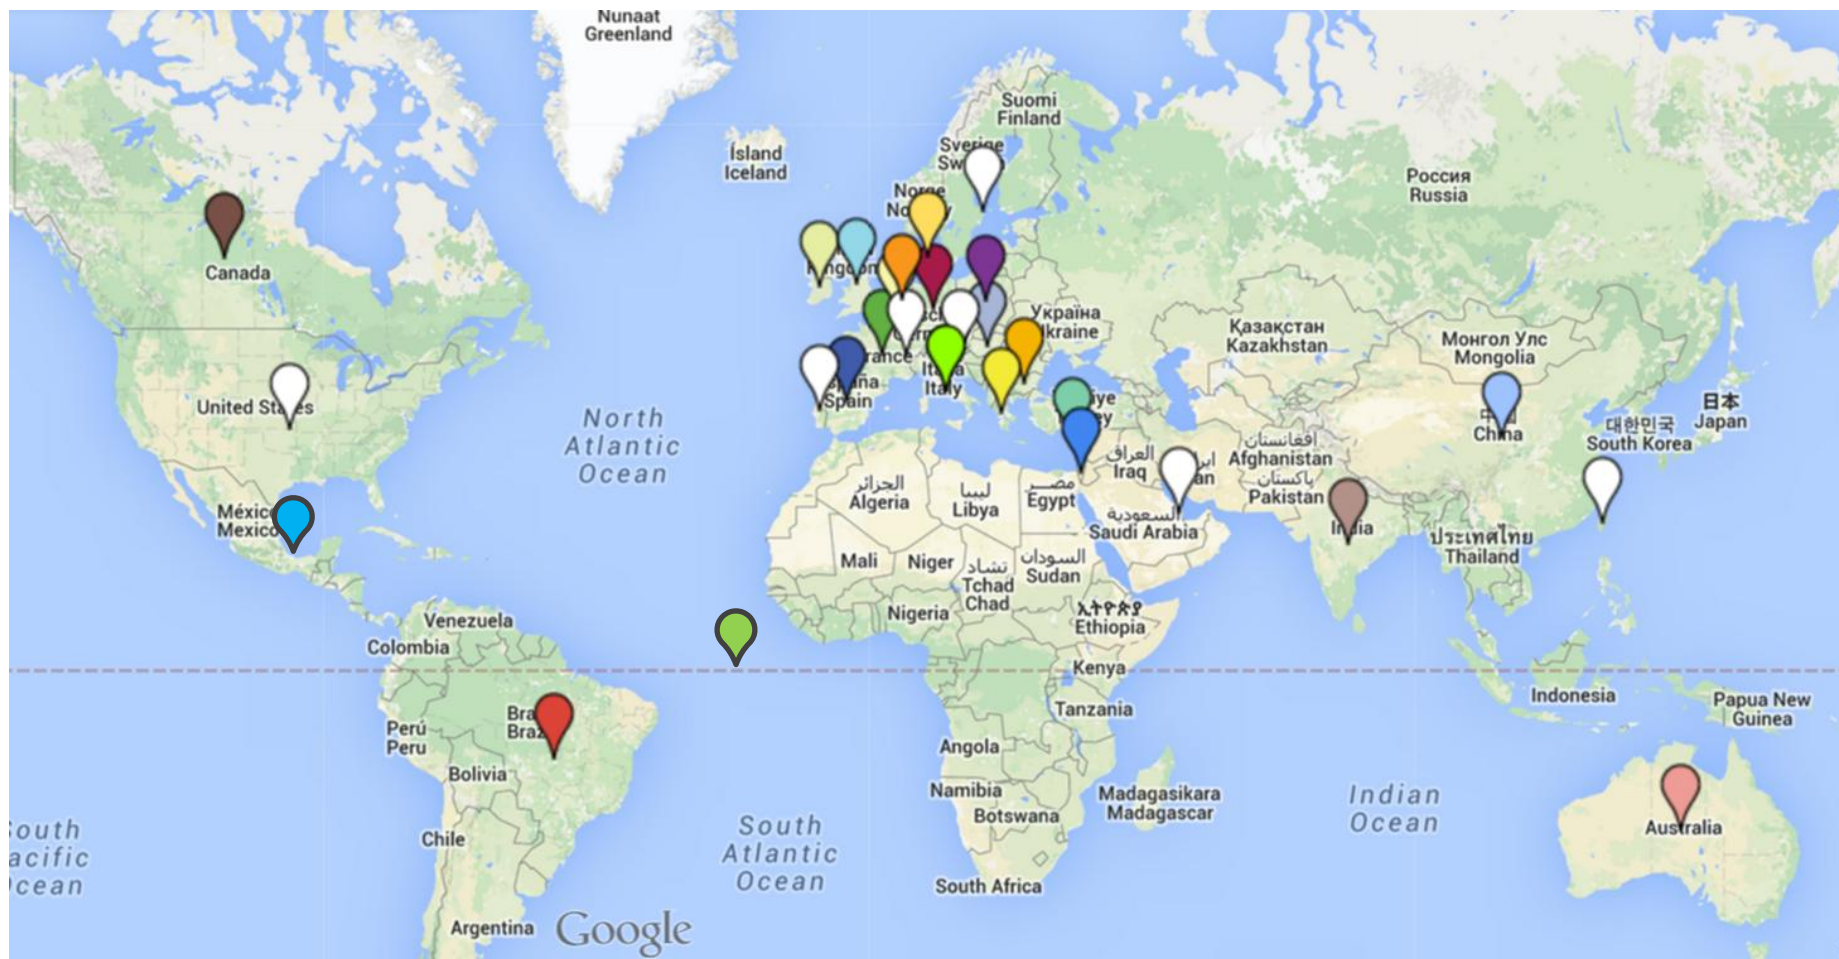 Nunaat
Greenland
Suomi
Finland
Sverige
Ísland
Iceland
Norge
Россия
Russia
Canada
Україна
Қазақстан
Kazakhstan
Монгол Улс
Mongolia
Italy
Spain
United States
North
Atlantic
Ocean
日本
Japan
대한민국
South Korea
China
العراق
Iraq
افغانستان
Afghanistan
پاکستان
Pakistan
الجزائر
Algeria
ليبيا
Libya
مصر
Egypt
السعودية
Saudi Arabia
México
Mexico
India
ประเทศไทย
Thailand
Mali
Niger
تشاد
Tchad
Chad
السودان
Sudan
Nigeria
ኢትዮጵያ
Ethiopia
Venezuela
Colombia
Kenya
Indonesia
Papua New
Guinea
Tanzania
Perú
Peru
Angola
Bolivia
Namibia
Botswana
Madagasikara
Madagascar
Indian
Ocean
Australia
Chile
South
Atlantic
Ocean
South Africa
Argentina
Google